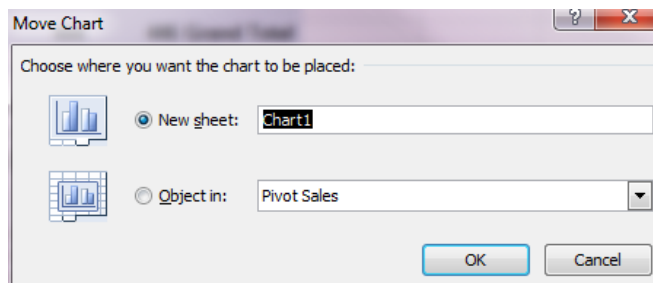 Move Chart
Choose where you want the chart to be placed:
New sheet: Chart1
Object in: Pivot Sales
OK Cancel